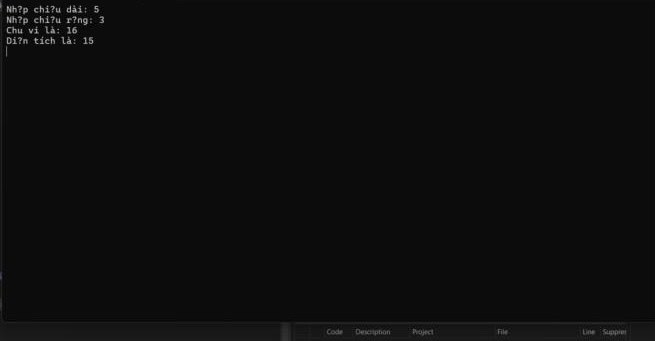 Nh?p chi?u dài: 5
Nh?p chi?u r?ng: 3
Chu vi là: 16
Di?n tích là: 15
Code Description Project File Line Suppres